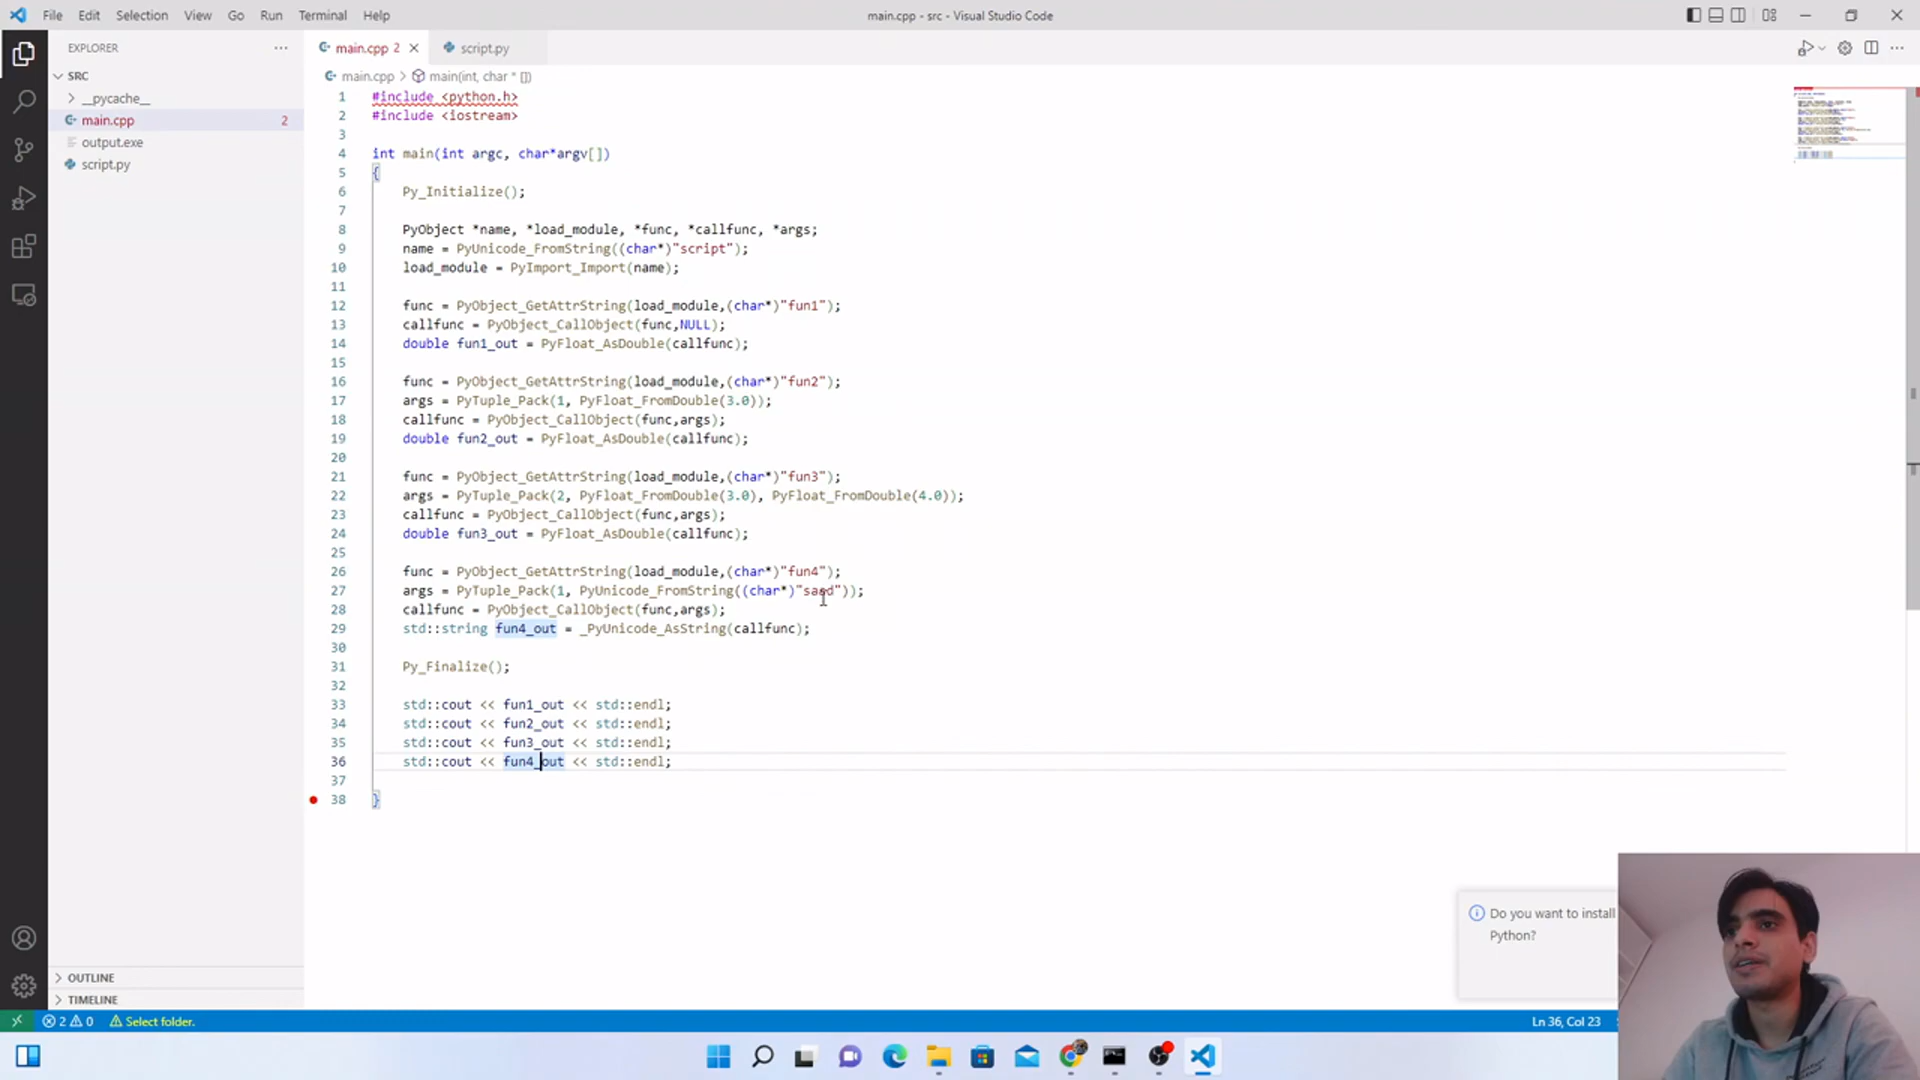 File Edit Selection View Go Run Terminal Help
main.cpp - src - Visual Studio Code
EXPLORER
main.cpp 2
script.py
SRC
main.cpp > main(int, char * [])
__pycache__
main.cpp 2
output.exe
script.py
1 #include <python.h>
2 #include <iostream>
3
4 int main(int argc, char*argv[])
5 {
6 Py_Initialize();
7
8 PyObject *name, *load_module, *func, *callfunc, *args;
9 name = PyUnicode_FromString((char*)"script");
10 load_module = PyImport_Import(name);
11
12 func = PyObject_GetAttrString(load_module,(char*)"fun1");
13 callfunc = PyObject_CallObject(func,NULL);
14 double fun1_out = PyFloat_AsDouble(callfunc);
15
16 func = PyObject_GetAttrString(load_module,(char*)"fun2");
17 args = PyTuple_Pack(1, PyFloat_FromDouble(3.0));
18 callfunc = PyObject_CallObject(func,args);
19 double fun2_out = PyFloat_AsDouble(callfunc);
20
21 func = PyObject_GetAttrString(load_module,(char*)"fun3");
22 args = PyTuple_Pack(2, PyFloat_FromDouble(3.0), PyFloat_FromDouble(4.0));
23 callfunc = PyObject_CallObject(func,args);
24 double fun3_out = PyFloat_AsDouble(callfunc);
25
26 func = PyObject_GetAttrString(load_module,(char*)"fun4");
27 args = PyTuple_Pack(1, PyUnicode_FromString((char*)"saad"));
28 callfunc = PyObject_CallObject(func,args);
29 std::string fun4_out = _PyUnicode_AsString(callfunc);
30
31 Py_Finalize();
32
33 std::cout << fun1_out << std::endl;
34 std::cout << fun2_out << std::endl;
35 std::cout << fun3_out << std::endl;
36 std::cout << fun4_out << std::endl;
37
38 }
Do you want to install
Python?
OUTLINE
TIMELINE
2 0 Select folder.
Ln 36, Col 23